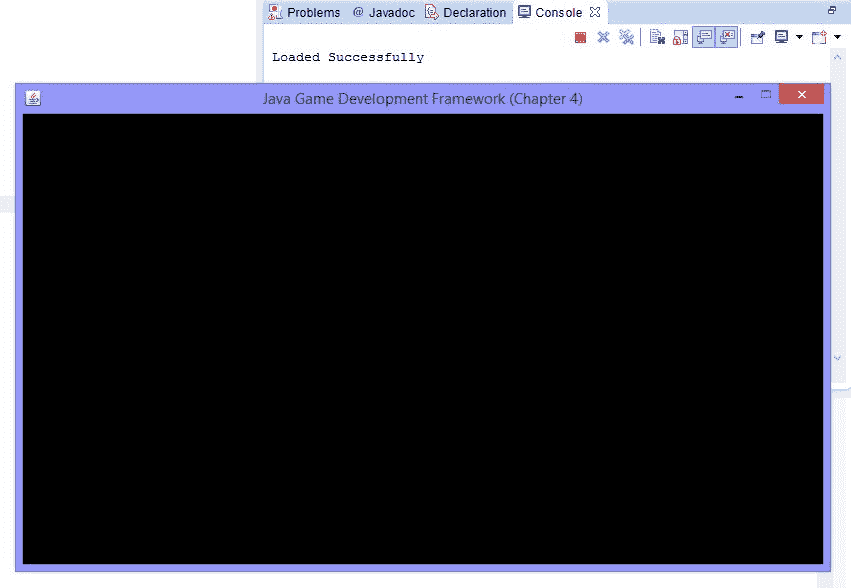 Problems @ Javadoc Declaration Console
Loaded Successfully
Java Game Development Framework (Chapter 4)